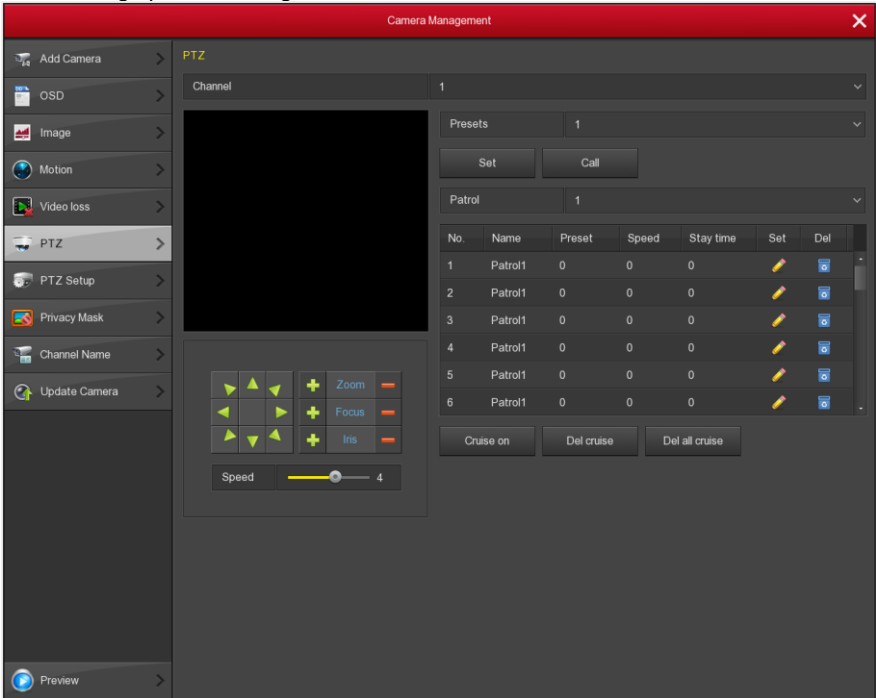 Camera Management
Add Camera
OSD
Image
Motion
Video loss
PTZ
PTZ Setup
Privacy Mask
Channel Name
Update Camera
Preview
PTZ
Channel 1
Presets 1
Set Call
Patrol 1
No. Name Preset Speed Stay time Set Del
1 Patrol1 0 0 0
2 Patrol1 0 0 0
3 Patrol1 0 0 0
4 Patrol1 0 0 0
5 Patrol1 0 0 0
6 Patrol1 0 0 0
Cruise on Del cruise Del all cruise
Zoom
Focus
Iris
Speed 4